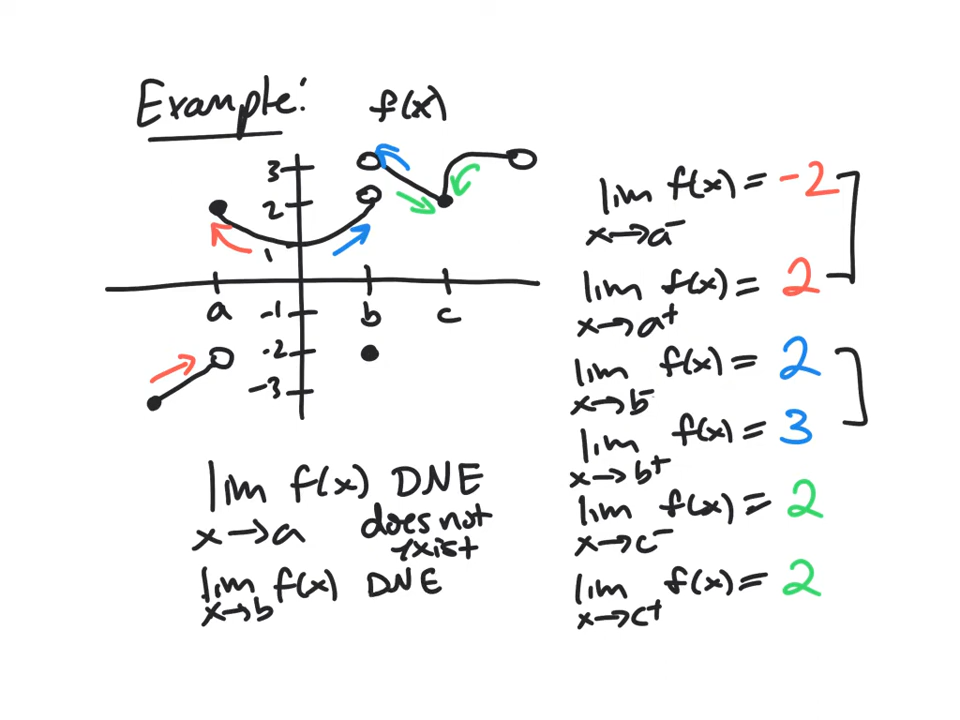 Example: f(x)
3
2
1
a -1 b c
-2
-3
lim f(x) = -2
x→a⁻
lim f(x) = 2
x→a⁺
lim f(x) = 2
x→b⁻
lim f(x) = 3
x→b⁺
lim f(x) = 2
x→c⁻
lim f(x) = 2
x→c⁺
lim f(x) DNE
x→a does not
exist
lim f(x) DNE
x→b